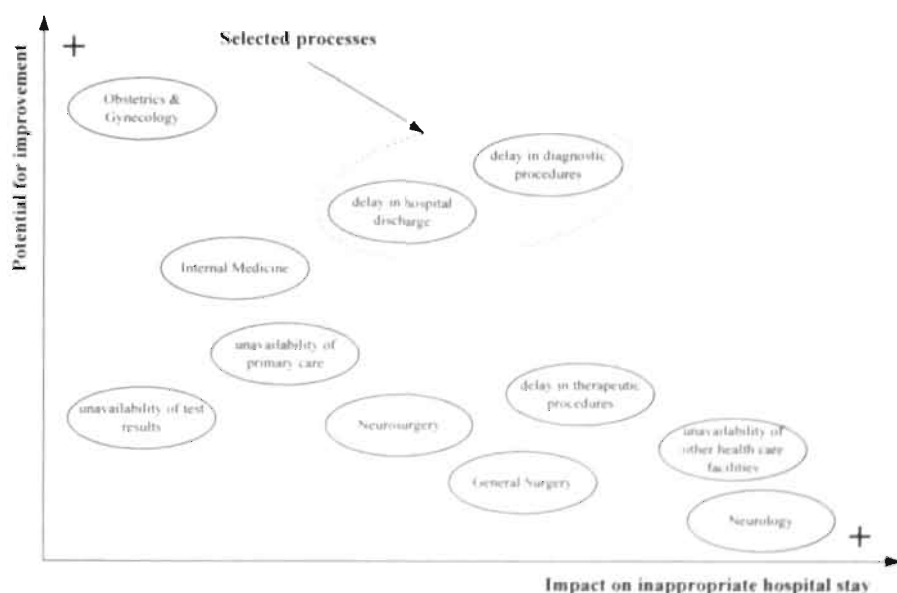 Selected processes
+
Potential for improvement
Obstetrics &
Gynecology
delay in diagnostic
procedures
delay in hospital
discharge
Internal Medicine
unavailability of
primary care
delay in therapeutic
procedures
unavailability of test
results
Neurosurgery
unavailability of
other health care
facilities
General Surgery
Neurology
+
Impact on inappropriate hospital stay